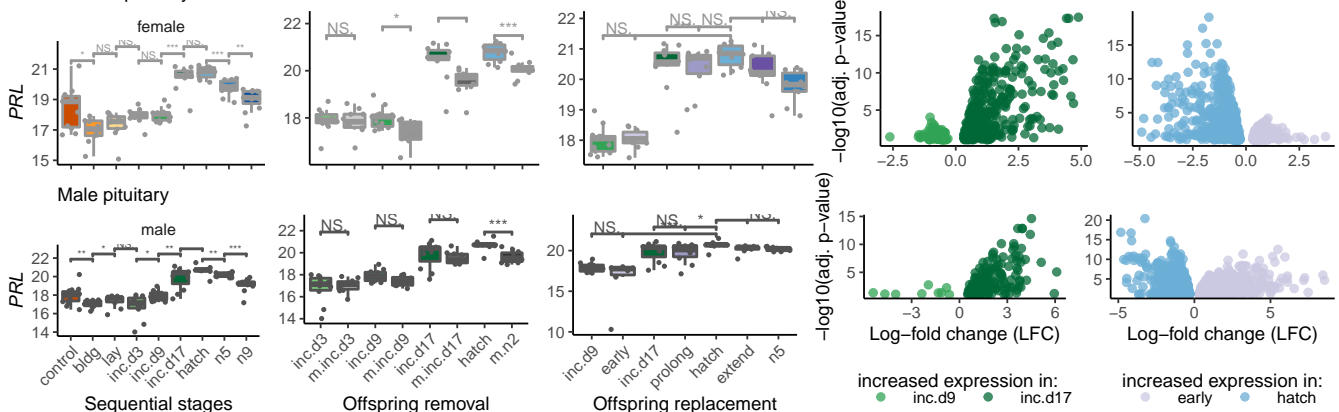 female
PRL
21
19
17
15
* NS. NS. NS. *** NS. *** **
22
20
18
NS. * ***
22
21
20
19
18
NS. NS. NS. NS. NS.
−log10(adj. p−value)
15
10
5
−2.5 0.0 2.5 5.0
20
15
10
5
−5.0 −2.5 0.0 2.5
Male pituitary
male
PRL
22
20
18
16
14
** * NS. * ** ** ***
control bldg lay inc.d3 inc.d9 inc.d17 hatch n5 n9
Sequential stages
22
20
18
16
14
NS. NS. NS. ***
inc.d3 m.inc.d3 inc.d9 m.inc.d9 inc.d17 m.inc.d17 hatch m.n2
Offspring removal
20
15
10
NS. NS. * NS.
inc.d9 early inc.d17 prolong hatch extend n5
Offspring replacement
−log10(adj. p−value)
15
10
5
−3 0 3 6
Log−fold change (LFC)
20
15
10
5
−5 0 5
Log−fold change (LFC)
increased expression in:
inc.d9 inc.d17
increased expression in:
early hatch